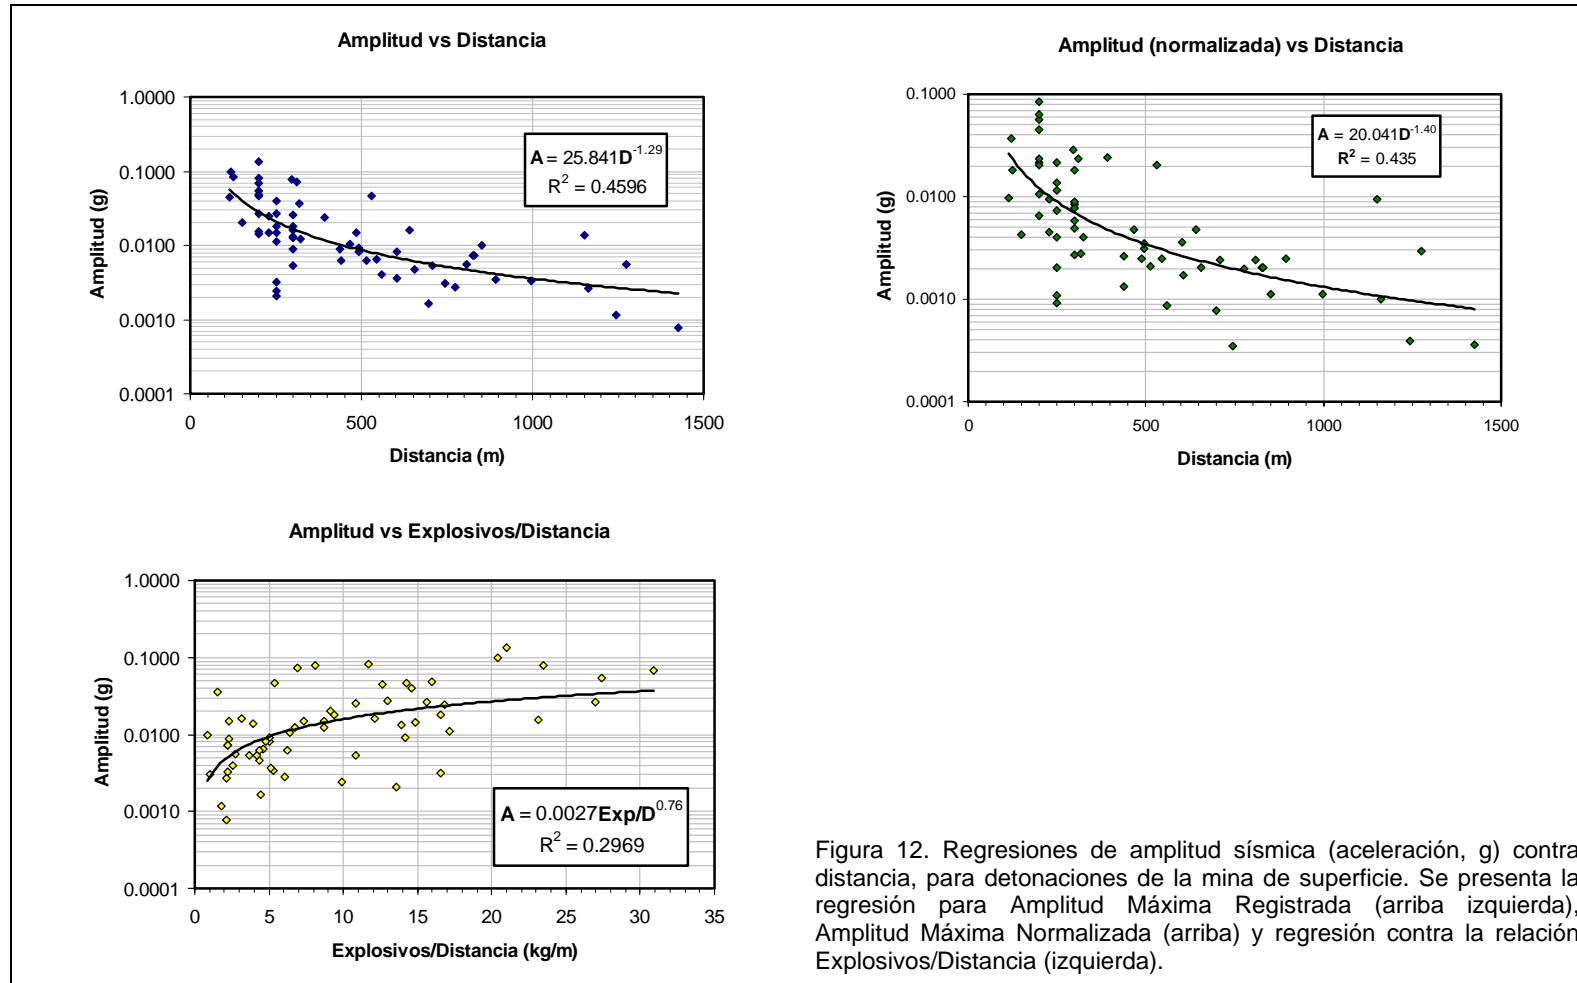 Amplitud vs Distancia
1.0000
0.1000
0.0100
0.0010
0.0001
0
500
1000
1500
Amplitud (g)
Distancia (m)
A = 25.841D^-1.29
R^2 = 0.4596
Amplitud (normalizada) vs Distancia
0.1000
0.0100
0.0010
0.0001
0
500
1000
1500
Amplitud (g)
Distancia (m)
A = 20.041D^-1.40
R^2 = 0.435
Amplitud vs Explosivos/Distancia
1.0000
0.1000
0.0100
0.0010
0.0001
0
5
10
15
20
25
30
35
Amplitud (g)
Explosivos/Distancia (kg/m)
A = 0.0027Exp/D^0.76
R^2 = 0.2969
Figura 12. Regresiones de amplitud sísmica (aceleración, g) contra
distancia, para detonaciones de la mina de superficie. Se presenta la
regresión para Amplitud Máxima Registrada (arriba izquierda),
Amplitud Máxima Normalizada (arriba) y regresión contra la relación
Explosivos/Distancia (izquierda).